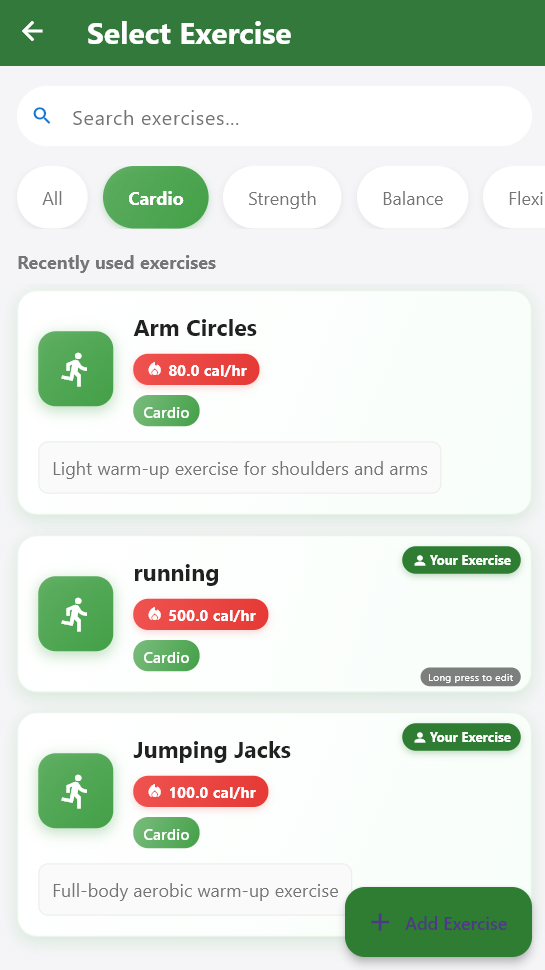 Select Exercise
Search exercises...
All
Cardio
Strength
Balance
Flexi
Recently used exercises
Arm Circles
80.0 cal/hr
Cardio
Light warm-up exercise for shoulders and arms
Your Exercise
running
500.0 cal/hr
Cardio
Long press to edit
Your Exercise
Jumping Jacks
100.0 cal/hr
Cardio
Full-body aerobic warm-up exercise
+ Add Exercise